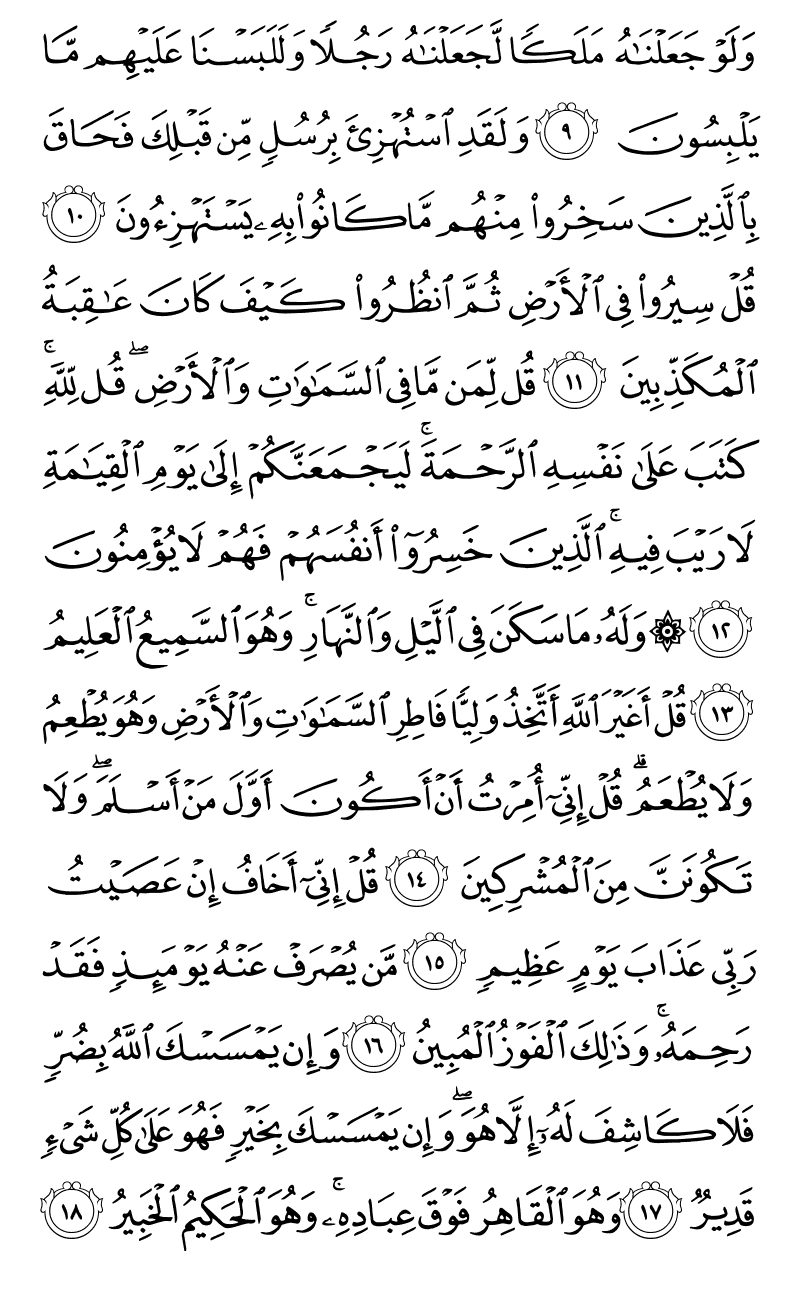 وَلَوْ جَعَلْنَٰهُ مَلَكًا لَّجَعَلْنَٰهُ رَجُلًا وَلَلَبَسْنَا عَلَيْهِم مَّا
يَلْبِسُونَ ٩ وَلَقَدِ ٱسْتُهْزِئَ بِرُسُلٍ مِّن قَبْلِكَ فَحَاقَ
بِٱلَّذِينَ سَخِرُوا۟ مِنْهُم مَّا كَانُوا۟ بِهِۦ يَسْتَهْزِءُونَ ١٠
قُلْ سِيرُوا۟ فِى ٱلْأَرْضِ ثُمَّ ٱنظُرُوا۟ كَيْفَ كَانَ عَٰقِبَةُ
ٱلْمُكَذِّبِينَ ١١ قُل لِّمَن مَّا فِى ٱلسَّمَٰوَٰتِ وَٱلْأَرْضِ ۖ قُل لِّلَّهِ ۚ
كَتَبَ عَلَىٰ نَفْسِهِ ٱلرَّحْمَةَ ۚ لَيَجْمَعَنَّكُمْ إِلَىٰ يَوْمِ ٱلْقِيَٰمَةِ
لَا رَيْبَ فِيهِ ۚ ٱلَّذِينَ خَسِرُوٓا۟ أَنفُسَهُمْ فَهُمْ لَا يُؤْمِنُونَ
١٢ ۞ وَلَهُۥ مَا سَكَنَ فِى ٱلَّيْلِ وَٱلنَّهَارِ ۚ وَهُوَ ٱلسَّمِيعُ ٱلْعَلِيمُ
١٣ قُلْ أَغَيْرَ ٱللَّهِ أَتَّخِذُ وَلِيًّا فَاطِرِ ٱلسَّمَٰوَٰتِ وَٱلْأَرْضِ وَهُوَ يُطْعِمُ
وَلَا يُطْعَمُ ۗ قُلْ إِنِّىٓ أُمِرْتُ أَنْ أَكُونَ أَوَّلَ مَنْ أَسْلَمَ ۖ وَلَا
تَكُونَنَّ مِنَ ٱلْمُشْرِكِينَ ١٤ قُلْ إِنِّىٓ أَخَافُ إِنْ عَصَيْتُ
رَبِّى عَذَابَ يَوْمٍ عَظِيمٍ ١٥ مَّن يُصْرَفْ عَنْهُ يَوْمَئِذٍ فَقَدْ
رَحِمَهُۥ ۚ وَذَٰلِكَ ٱلْفَوْزُ ٱلْمُبِينُ ١٦ وَإِن يَمْسَسْكَ ٱللَّهُ بِضُرٍّ
فَلَا كَاشِفَ لَهُۥٓ إِلَّا هُوَ ۖ وَإِن يَمْسَسْكَ بِخَيْرٍ فَهُوَ عَلَىٰ كُلِّ شَىْءٍ
قَدِيرٌ ١٧ وَهُوَ ٱلْقَاهِرُ فَوْقَ عِبَادِهِۦ ۚ وَهُوَ ٱلْحَكِيمُ ٱلْخَبِيرُ ١٨